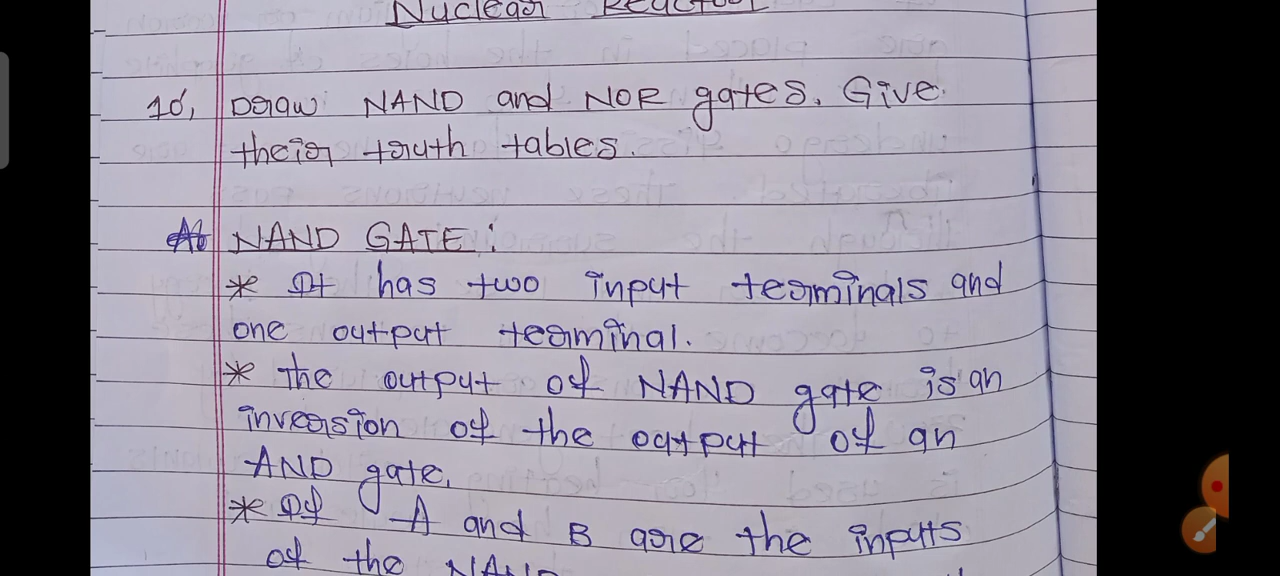 Nuclear Reactor
10, Draw NAND and NOR gates. Give
their truth tables.
NAND GATE:
* It has two input terminals and
one output terminal.
* The output of NAND gate is an
inversion of the output of an
AND gate.
* If A and B are the inputs
of the NAND